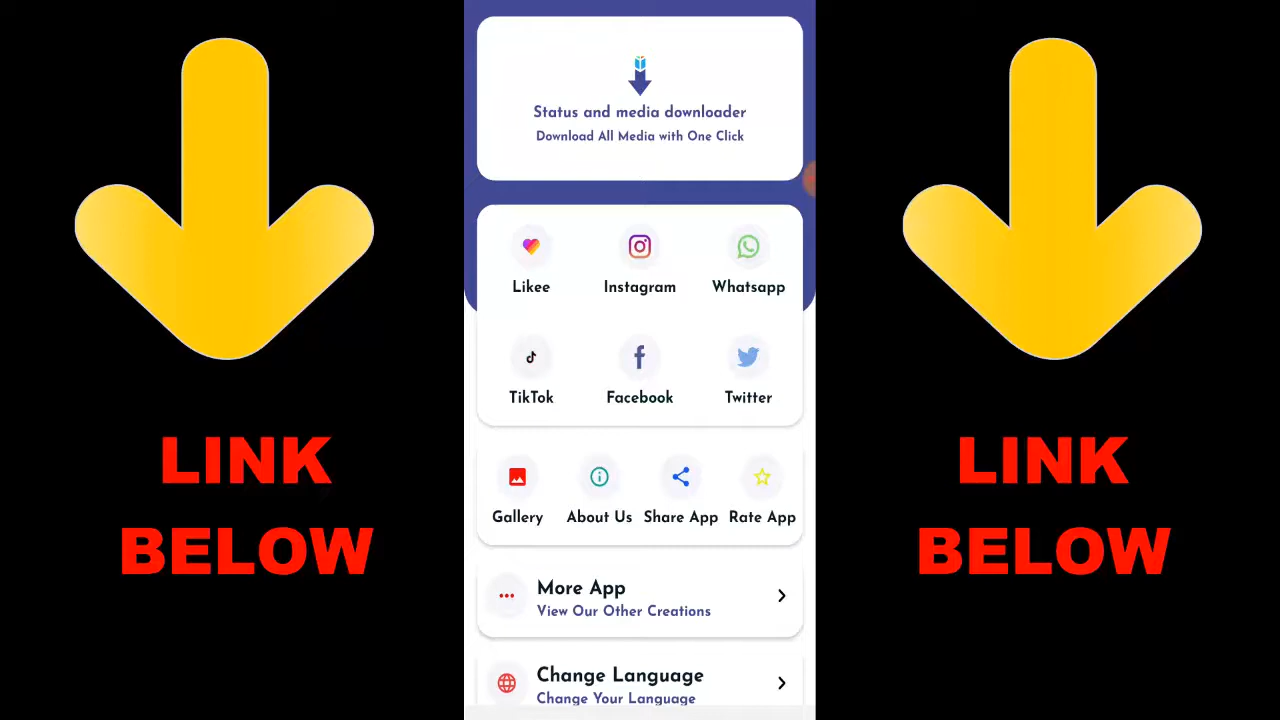 Status and media downloader
Download All Media with One Click
Likee
Instagram
Whatsapp
TikTok
Facebook
Twitter
LINK
BELOW
LINK
BELOW
Gallery
About Us
Share App
Rate App
More App
View Our Other Creations
Change Language
Change Your Language